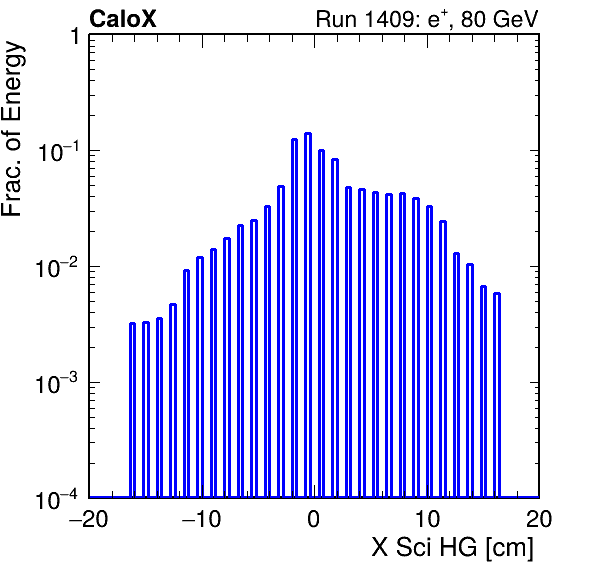 CaloX Run 1409: e⁺, 80 GeV
Frac. of Energy
1
10⁻¹
10⁻²
10⁻³
10⁻⁴
−20 −10 0 10 20
X Sci HG [cm]